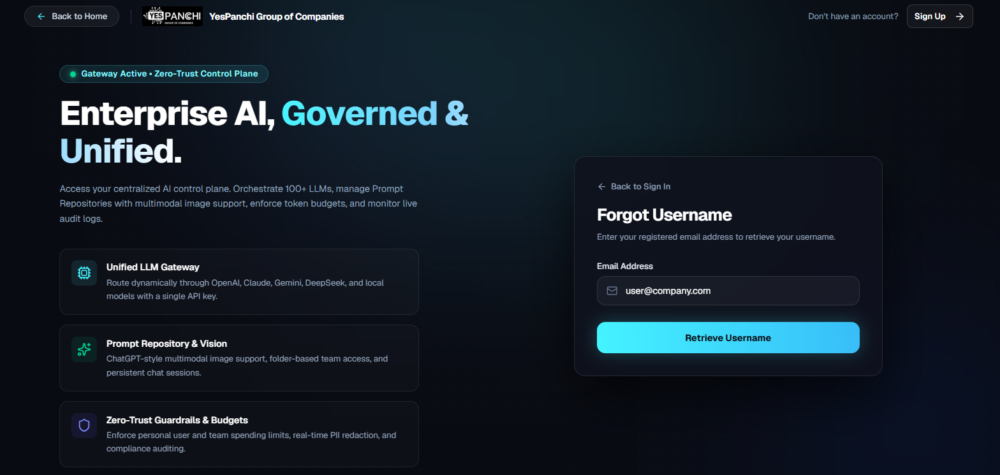 Back to Home
YESPANCHI
GROUP OF COMPANIES
YesPanchi Group of Companies
Don't have an account?
Sign Up
Gateway Active • Zero-Trust Control Plane
Enterprise AI, Governed &
Unified.
Access your centralized AI control plane. Orchestrate 100+ LLMs, manage Prompt
Repositories with multimodal image support, enforce token budgets, and monitor live
audit logs.
Unified LLM Gateway
Route dynamically through OpenAI, Claude, Gemini, DeepSeek, and local
models with a single API key.
Prompt Repository & Vision
ChatGPT-style multimodal image support, folder-based team access, and
persistent chat sessions.
Zero-Trust Guardrails & Budgets
Enforce personal user and team spending limits, real-time PII redaction, and
compliance auditing.
Back to Sign In
Forgot Username
Enter your registered email address to retrieve your username.
Email Address
user@company.com
Retrieve Username